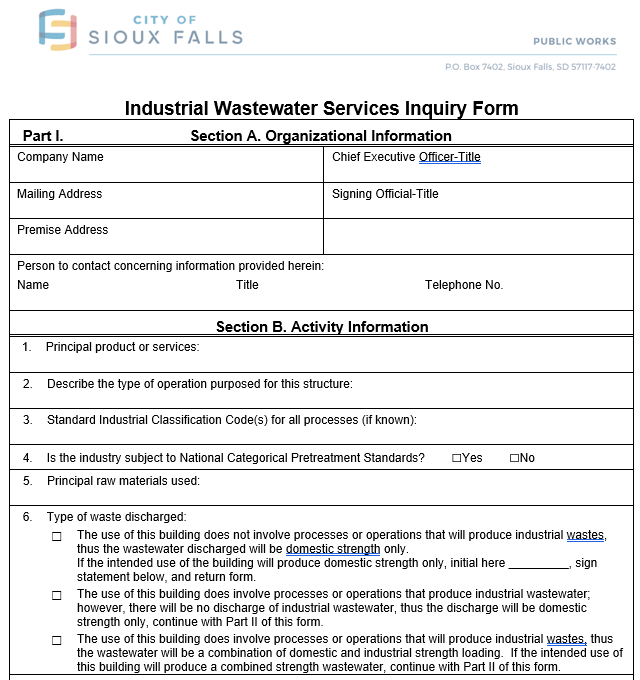 CITY OF
SIOUX FALLS
PUBLIC WORKS
P.O. Box 7402, Sioux Falls, SD 57117-7402
Industrial Wastewater Services Inquiry Form
Part I. Section A. Organizational Information
Company Name Chief Executive Officer-Title
Mailing Address Signing Official-Title
Premise Address
Person to contact concerning information provided herein:
Name Title Telephone No.
Section B. Activity Information
1. Principal product or services:
2. Describe the type of operation purposed for this structure:
3. Standard Industrial Classification Code(s) for all processes (if known):
4. Is the industry subject to National Categorical Pretreatment Standards? ☐Yes ☐No
5. Principal raw materials used:
6. Type of waste discharged:
☐ The use of this building does not involve processes or operations that will produce industrial wastes,
thus the wastewater discharged will be domestic strength only.
If the intended use of the building will produce domestic strength only, initial here _________, sign
statement below, and return form.
☐ The use of this building does involve processes or operations that produce industrial wastewater;
however, there will be no discharge of industrial wastewater, thus the discharge will be domestic
strength only, continue with Part II of this form.
☐ The use of this building does involve processes or operations that will produce industrial wastes, thus
the wastewater will be a combination of domestic and industrial strength loading. If the intended use of
this building will produce a combined strength wastewater, continue with Part II of this form.